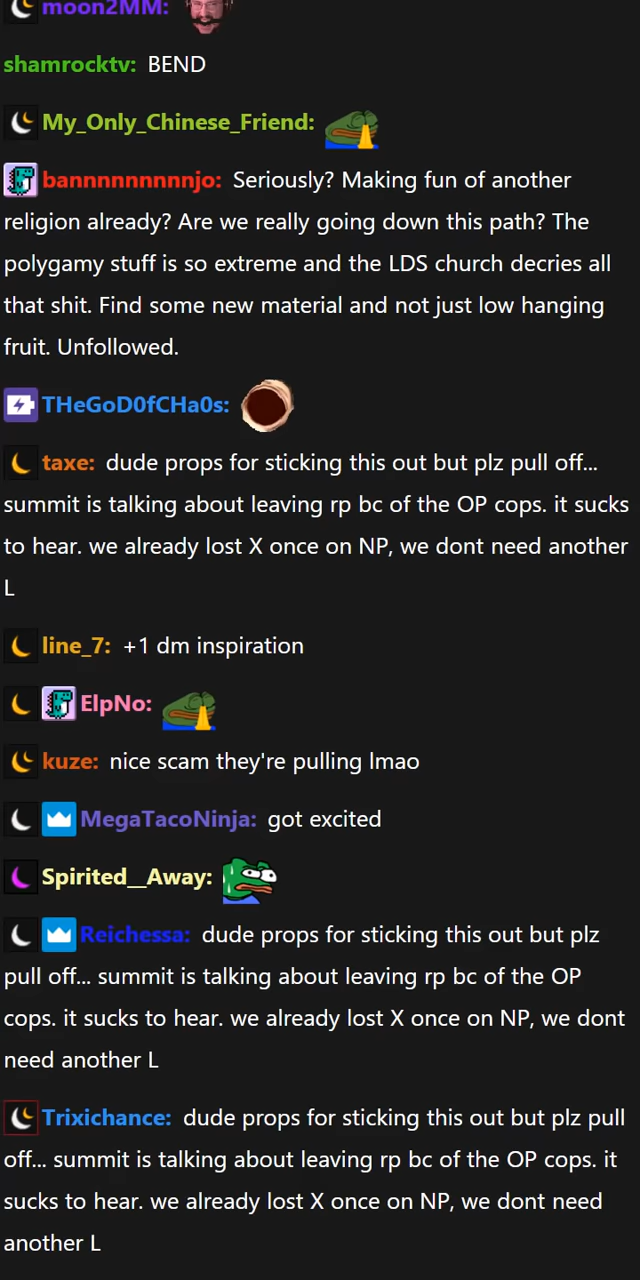 moon2MM:
shamrocktv: BEND
My_Only_Chinese_Friend:
bannnnnnnnnjo: Seriously? Making fun of another
religion already? Are we really going down this path? The
polygamy stuff is so extreme and the LDS church decries all
that shit. Find some new material and not just low hanging
fruit. Unfollowed.
THeGoD0fCHa0s:
taxe: dude props for sticking this out but plz pull off...
summit is talking about leaving rp bc of the OP cops. it sucks
to hear. we already lost X once on NP, we dont need another
L
line_7: +1 dm inspiration
ElpNo:
kuze: nice scam they're pulling lmao
MegaTacoNinja: got excited
Spirited__Away:
Reichessa: dude props for sticking this out but plz
pull off... summit is talking about leaving rp bc of the OP
cops. it sucks to hear. we already lost X once on NP, we dont
need another L
Trixichance: dude props for sticking this out but plz pull
off... summit is talking about leaving rp bc of the OP cops. it
sucks to hear. we already lost X once on NP, we dont need
another L